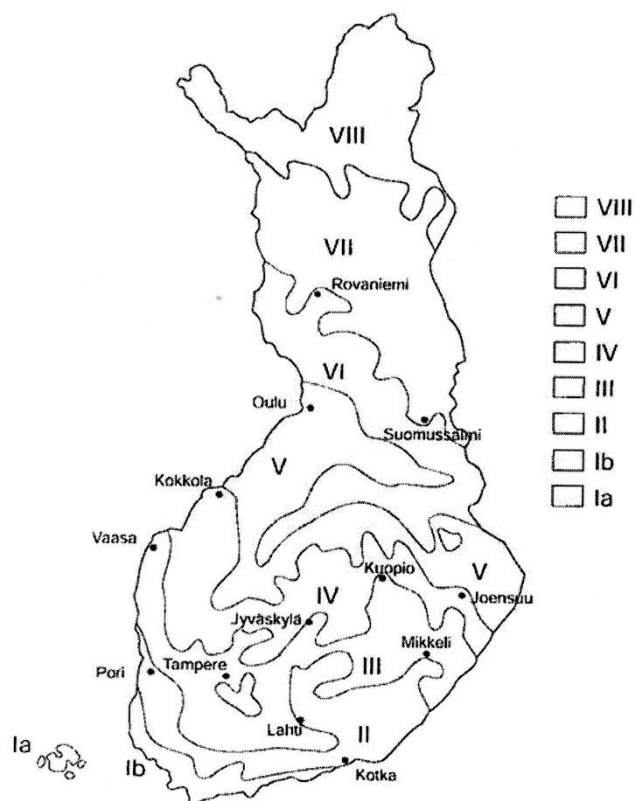 VIII
VII
Rovaniemi
VI
Oulu
Suomussalmi
V
Kokkola
Vaasa
Kuopio
V
IV
Joensuu
Jyväskylä
Mikkeli
Pori
Tampere
III
Lahti
II
Ia
Ib
Kotka
VIII
VII
VI
V
IV
III
II
Ib
Ia